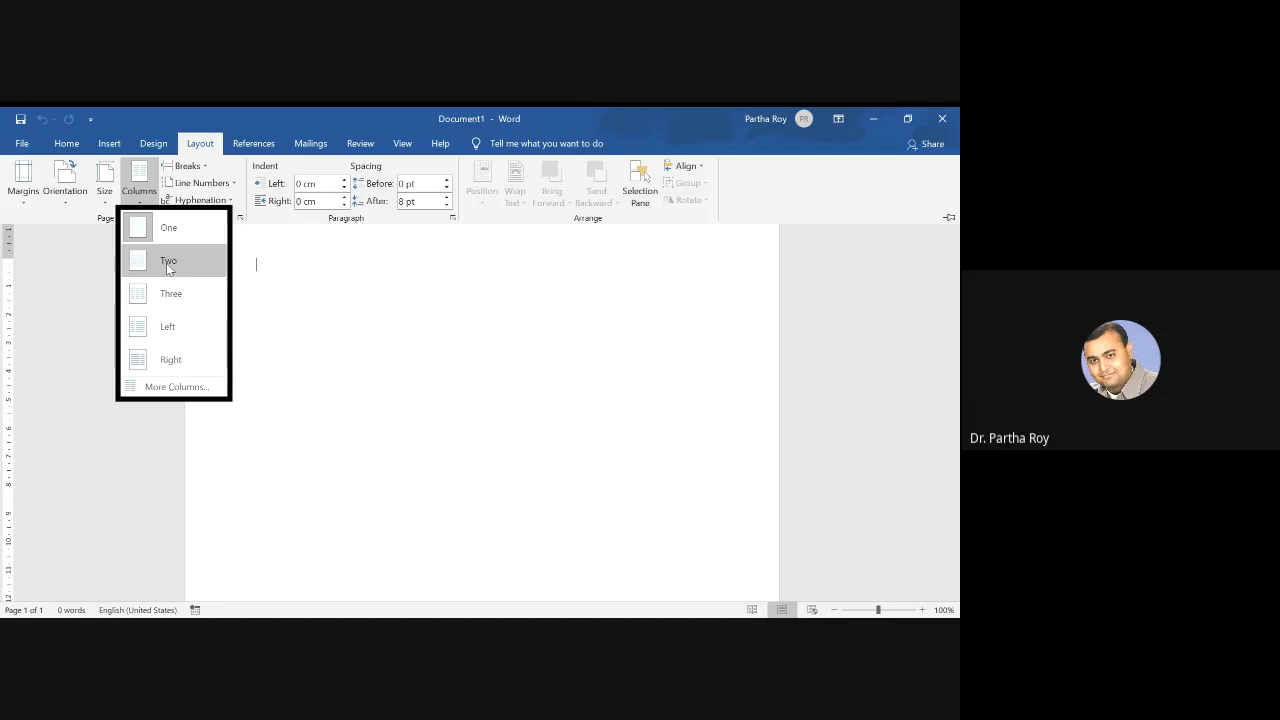 Document1 - Word
Partha Roy PR
File Home Insert Design Layout References Mailings Review View Help Tell me what you want to do Share
Margins Orientation Size Columns
Breaks
Line Numbers
Hyphenation
Indent
Left: 0 cm
Right: 0 cm
Spacing
Before: 0 pt
After: 8 pt
Position
Wrap Text
Bring Forward
Send Backward
Selection Pane
Align
Group
Rotate
Page
Paragraph
Arrange
One
Two
Three
Left
Right
More Columns...
Dr. Partha Roy
Page 1 of 1 0 words English (United States) 100%